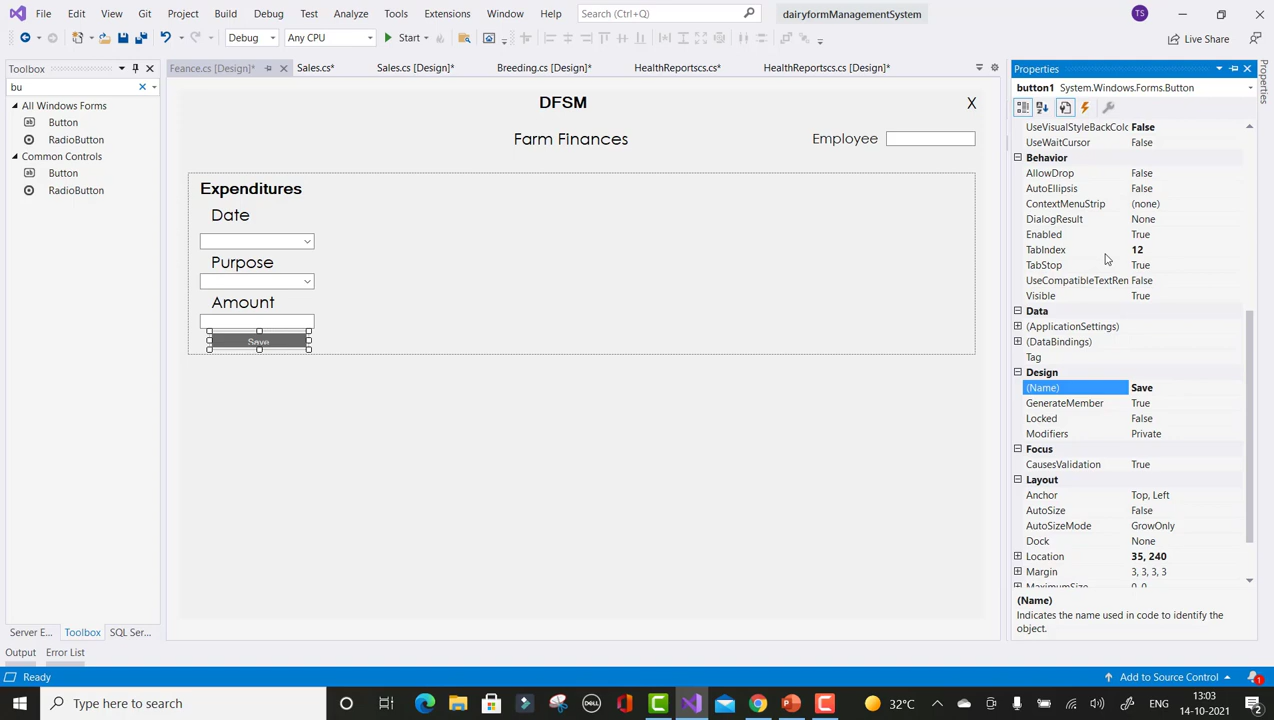 File Edit View Git Project Build Debug Test Analyze Tools Extensions Window Help Search (Ctrl+Q) dairyformManagementSystem TS
Debug Any CPU Start Live Share
Toolbox
bu
All Windows Forms
Button
RadioButton
Common Controls
Button
RadioButton
Feance.cs [Design]* Sales.cs* Sales.cs [Design]* Breeding.cs [Design]* HealthReportscs.cs* HealthReportscs.cs [Design]*
DFSM
X
Farm Finances
Employee
Expenditures
Date
Purpose
Amount
Save
Properties
button1 System.Windows.Forms.Button
UseVisualStyleBackColo False
UseWaitCursor False
Behavior
AllowDrop False
AutoEllipsis False
ContextMenuStrip (none)
DialogResult None
Enabled True
TabIndex 12
TabStop True
UseCompatibleTextRen False
Visible True
Data
(ApplicationSettings)
(DataBindings)
Tag
Design
(Name) Save
GenerateMember True
Locked False
Modifiers Private
Focus
CausesValidation True
Layout
Anchor Top, Left
AutoSize False
AutoSizeMode GrowOnly
Dock None
Location 35, 240
Margin 3, 3, 3, 3
MaximumSize 0, 0
(Name)
Indicates the name used in code to identify the
object.
Properties
Server E... Toolbox SQL Ser...
Output Error List
Ready
Add to Source Control 1
Type here to search
DELL
32°C
ENG
13:03
14-10-2021
2